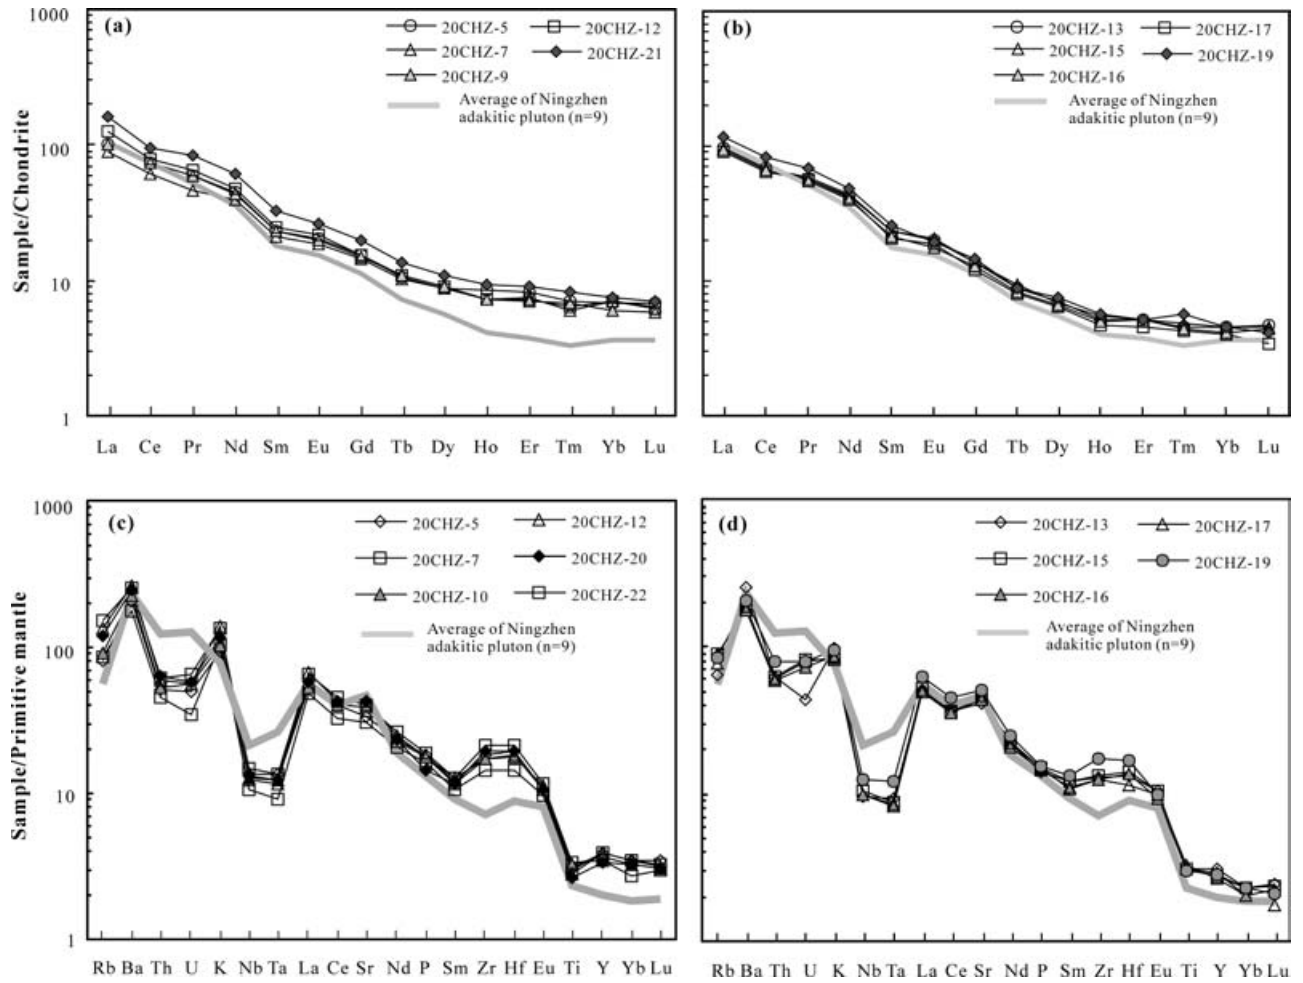 1000
100
10
1
Sample/Chondrite
(a)
20CHZ-5
20CHZ-12
20CHZ-7
20CHZ-21
20CHZ-9
Average of Ningzhen
adakitic pluton (n=9)
La Ce Pr Nd Sm Eu Gd Tb Dy Ho Er Tm Yb Lu
(b)
20CHZ-13
20CHZ-17
20CHZ-15
20CHZ-19
20CHZ-16
Average of Ningzhen
adakitic pluton (n=9)
La Ce Pr Nd Sm Eu Gd Tb Dy Ho Er Tm Yb Lu
1000
100
10
1
Sample/Primitive mantle
(c)
20CHZ-5
20CHZ-12
20CHZ-7
20CHZ-20
20CHZ-10
20CHZ-22
Average of Ningzhen
adakitic pluton (n=9)
Rb Ba Th U K Nb Ta La Ce Sr Nd P Sm Zr Hf Eu Ti Y Yb Lu
(d)
20CHZ-13
20CHZ-17
20CHZ-15
20CHZ-19
20CHZ-16
Average of Ningzhen
adakitic pluton (n=9)
Rb Ba Th U K Nb Ta La Ce Sr Nd P Sm Zr Hf Eu Ti Y Yb Lu